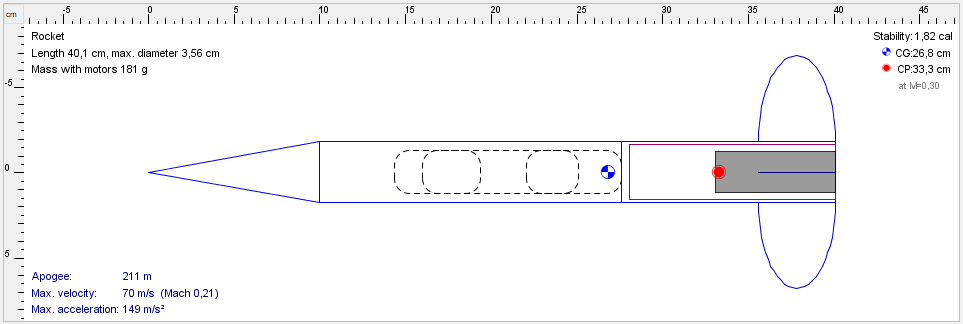 cm
-5 0 5 10 15 20 25 30 35 40 45
Rocket
Length 40,1 cm, max. diameter 3,56 cm
Mass with motors 181 g
Stability: 1,82 cal
CG:26,8 cm
CP:33,3 cm
at M=0,30
-5
0
5
Apogee: 211 m
Max. velocity: 70 m/s (Mach 0,21)
Max. acceleration: 149 m/s²